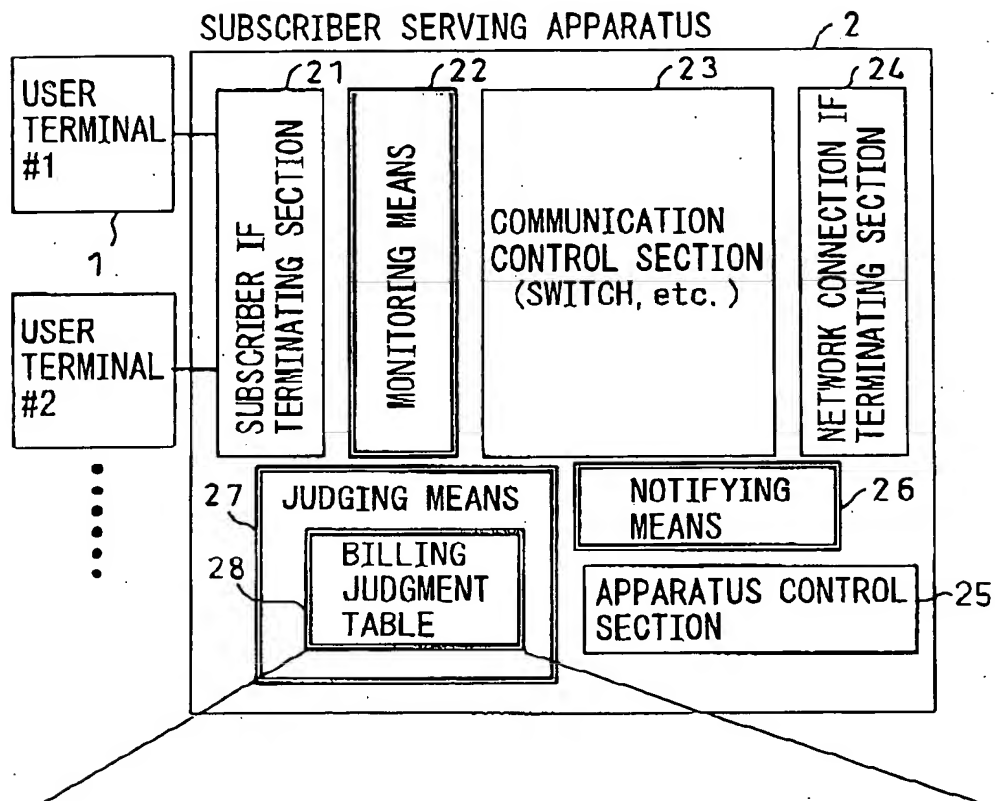 SUBSCRIBER SERVING APPARATUS
2
USER
TERMINAL
#1
1
USER
TERMINAL
#2
21
SUBSCRIBER IF
TERMINATING SECTION
22
MONITORING MEANS
23
COMMUNICATION
CONTROL SECTION
(SWITCH, etc.)
24
NETWORK CONNECTION IF
TERMINATING SECTION
27
JUDGING MEANS
28
BILLING
JUDGMENT
TABLE
NOTIFYING
MEANS
26
APPARATUS CONTROL
SECTION
25